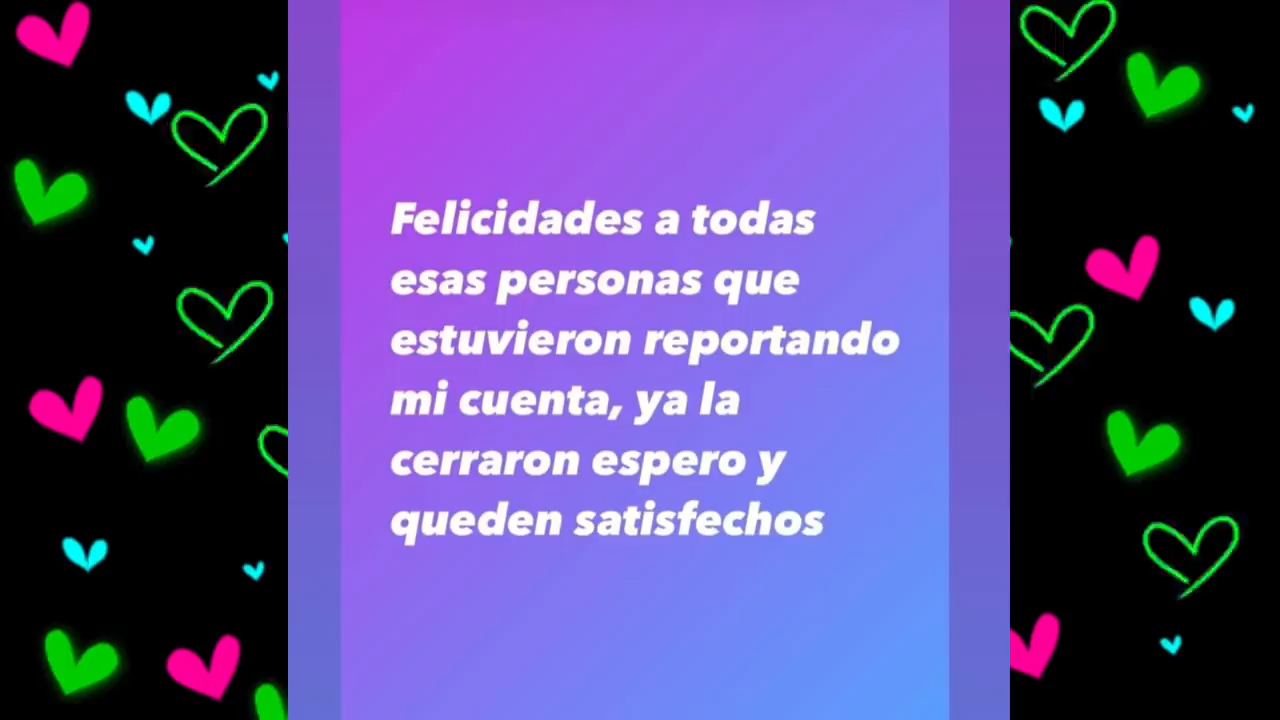 Felicidades a todas
esas personas que
estuvieron reportando
mi cuenta, ya la
cerraron espero y
queden satisfechos